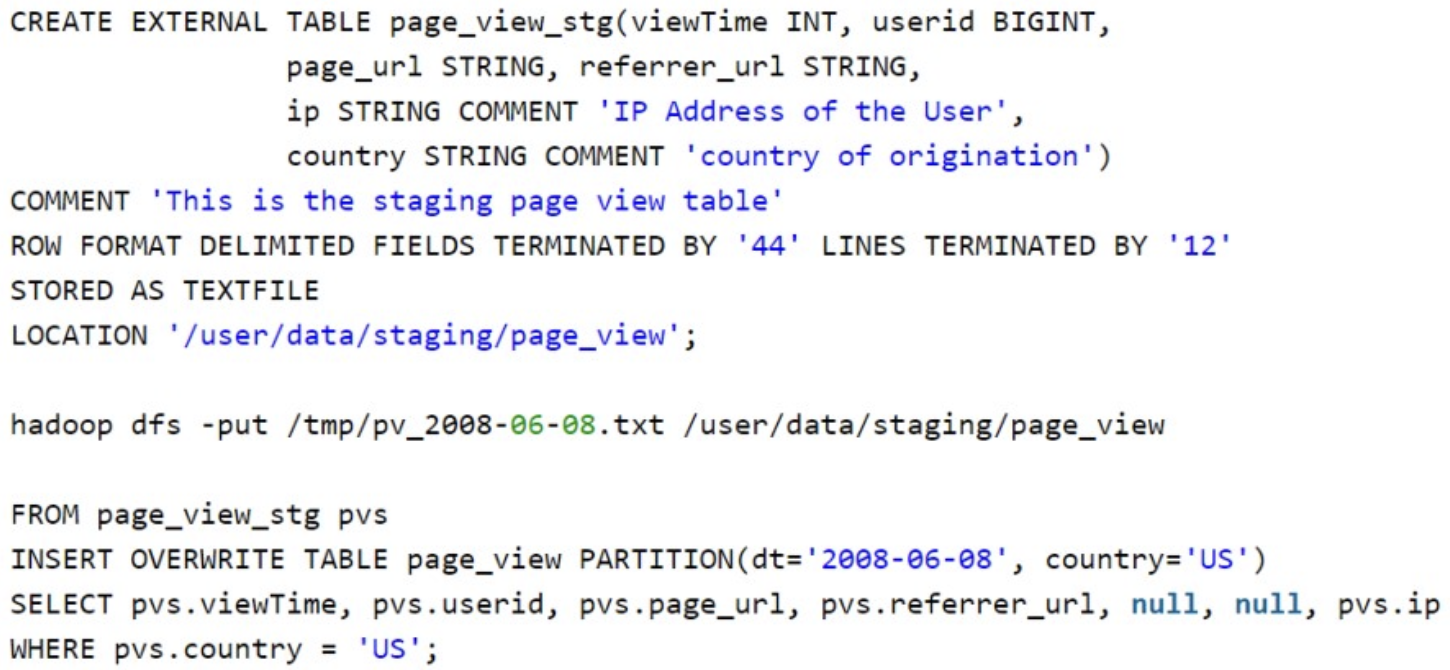 CREATE EXTERNAL TABLE page_view_stg(viewTime INT, userid BIGINT,
                page_url STRING, referrer_url STRING,
                ip STRING COMMENT 'IP Address of the User',
                country STRING COMMENT 'country of origination')
COMMENT 'This is the staging page view table'
ROW FORMAT DELIMITED FIELDS TERMINATED BY '44' LINES TERMINATED BY '12'
STORED AS TEXTFILE
LOCATION '/user/data/staging/page_view';

hadoop dfs -put /tmp/pv_2008-06-08.txt /user/data/staging/page_view

FROM page_view_stg pvs
INSERT OVERWRITE TABLE page_view PARTITION(dt='2008-06-08', country='US')
SELECT pvs.viewTime, pvs.userid, pvs.page_url, pvs.referrer_url, null, null, pvs.ip
WHERE pvs.country = 'US';